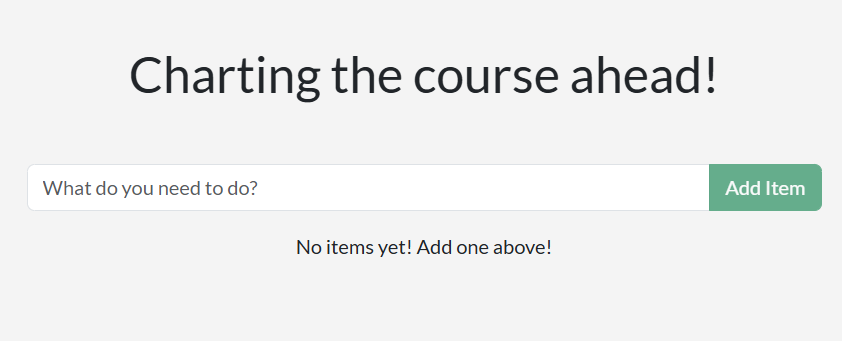 Charting the course ahead!
What do you need to do? Add Item
No items yet! Add one above!